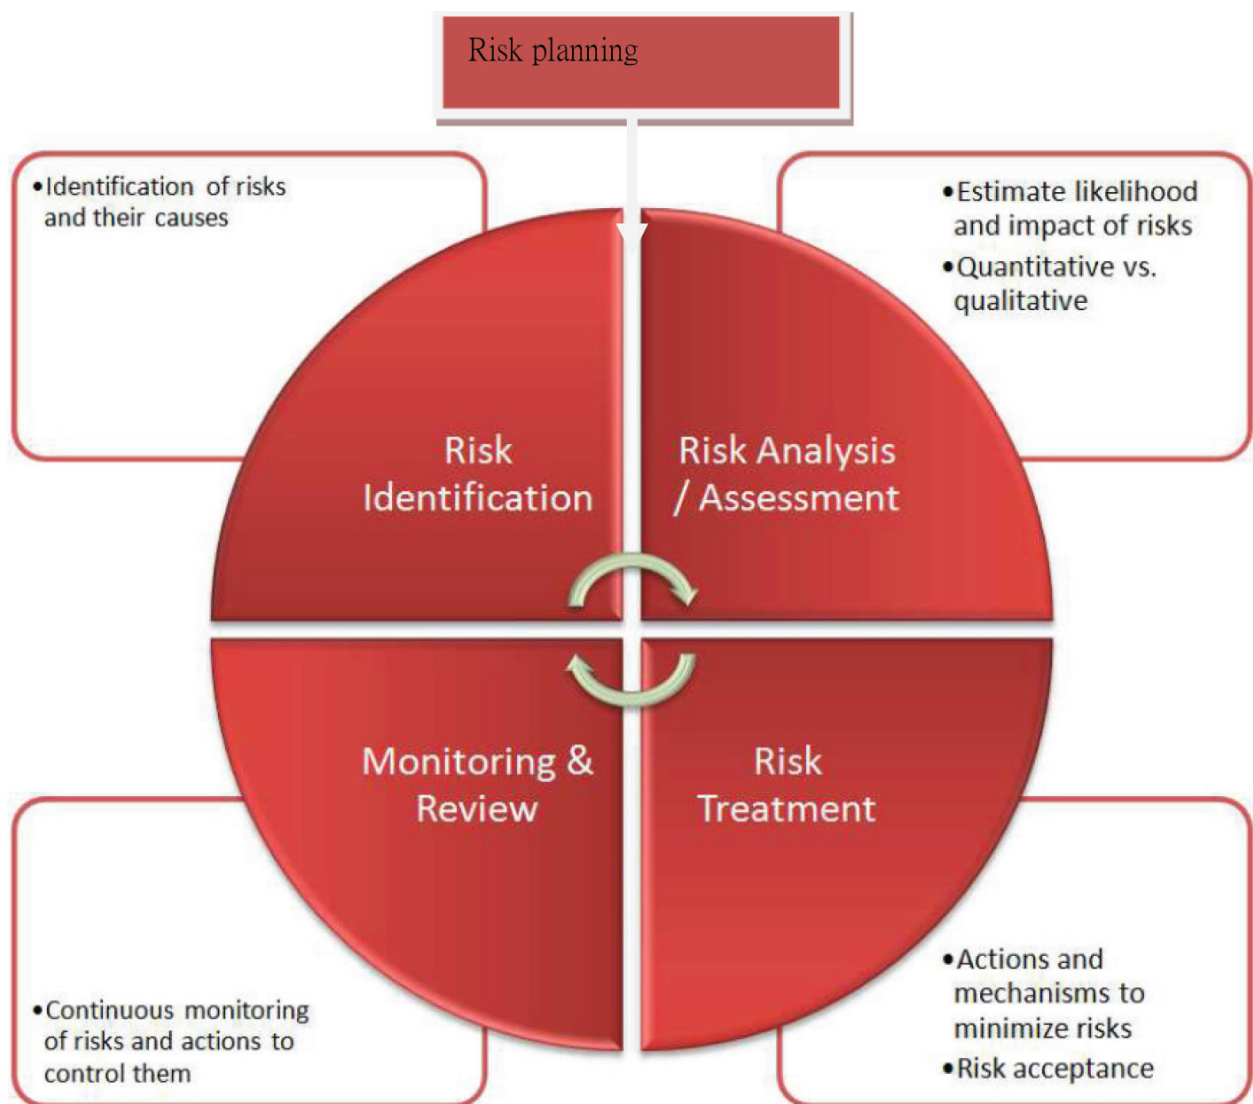 Risk planning
•Identification of risks
and their causes
•Estimate likelihood
and impact of risks
•Quantitative vs.
qualitative
Risk
Identification
Risk Analysis
/ Assessment
Monitoring &
Review
Risk
Treatment
•Continuous monitoring
of risks and actions to
control them
•Actions and
mechanisms to
minimize risks
•Risk acceptance